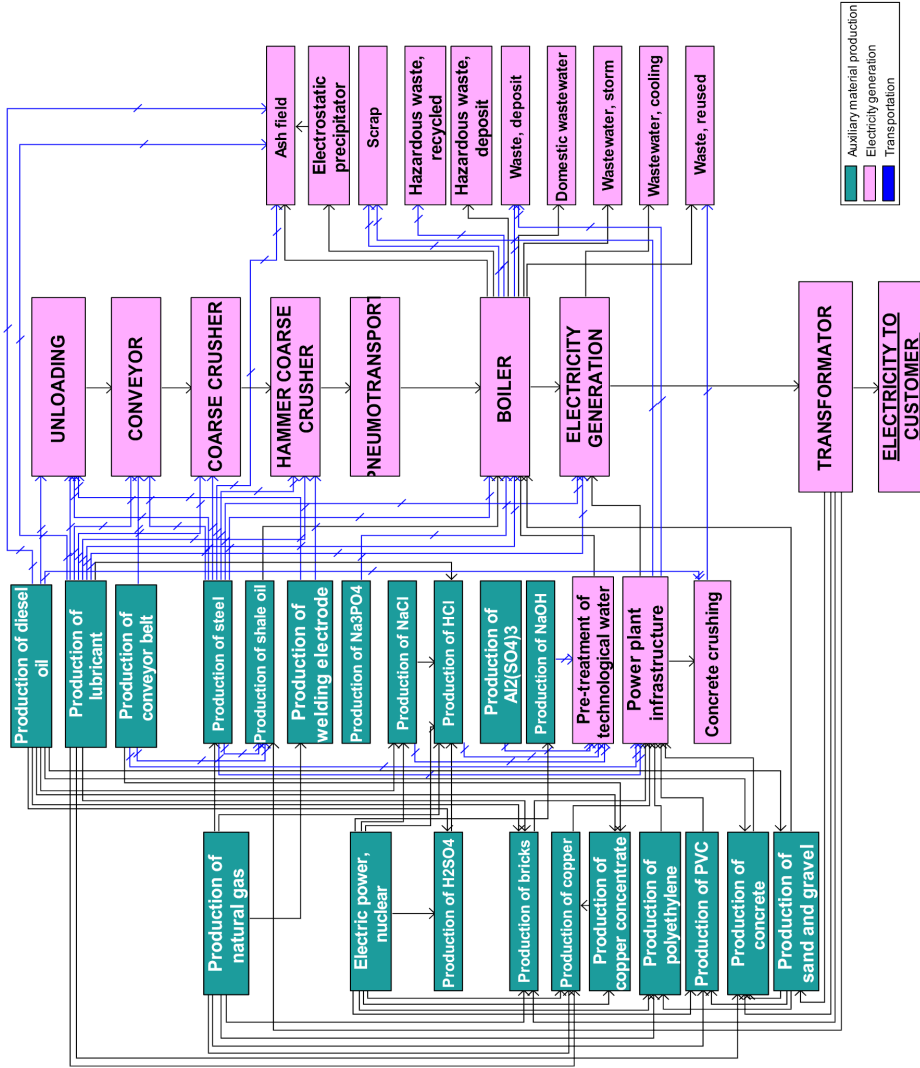 Ash field
Electrostatic
precipitator
Scrap
Hazardous waste,
recycled
Hazardous waste,
deposit
Waste, deposit
Domestic wastewater
Wastewater, storm
Wastewater, cooling
Waste, reused
UNLOADING
CONVEYOR
COARSE CRUSHER
HAMMER COARSE
CRUSHER
PNEUMOTRANSPORT
BOILER
ELECTRICITY
GENERATION
TRANSFORMATOR
ELECTRICITY TO
CUSTOMER
Production of diesel
oil
Production of
lubricant
Production of
conveyor belt
Production of steel
Production of shale oil
Production of
welding electrode
Production of Na3PO4
Production of NaCl
Production of HCl
Production of
Al2(SO4)3
Production of NaOH
Pre-treatment of
technological water
Power plant
infrastructure
Concrete crushing
Production of
natural gas
Electric power,
nuclear
Production of H2SO4
Production of bricks
Production of copper
Production of
copper concentrate
Production of
polyethylene
Production of PVC
Production of
concrete
Production of
sand and gravel
Auxiliary material production
Electricity generation
Transportation